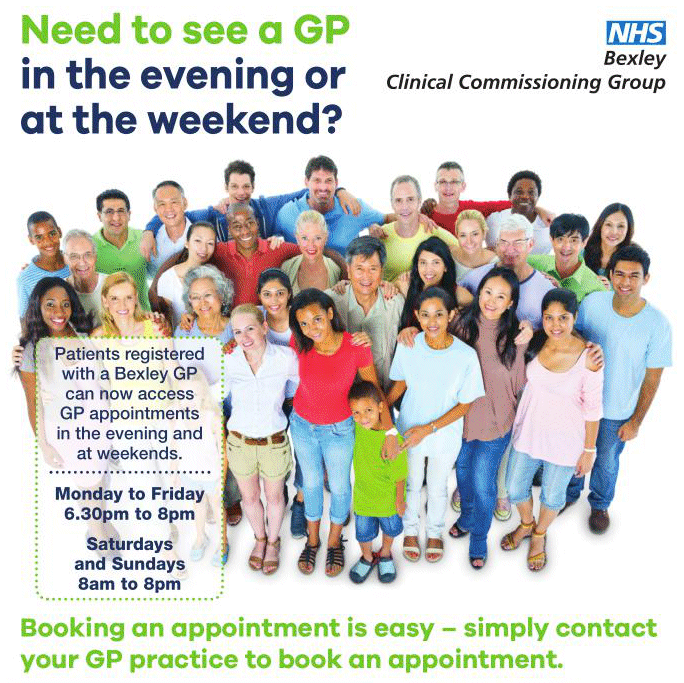 Need to see a GP
in the evening or
at the weekend?
NHS
Bexley
Clinical Commissioning Group
Patients registered
with a Bexley GP
can now access
GP appointments
in the evening and
at weekends.
Monday to Friday
6.30pm to 8pm
Saturdays
and Sundays
8am to 8pm
Booking an appointment is easy – simply contact
your GP practice to book an appointment.